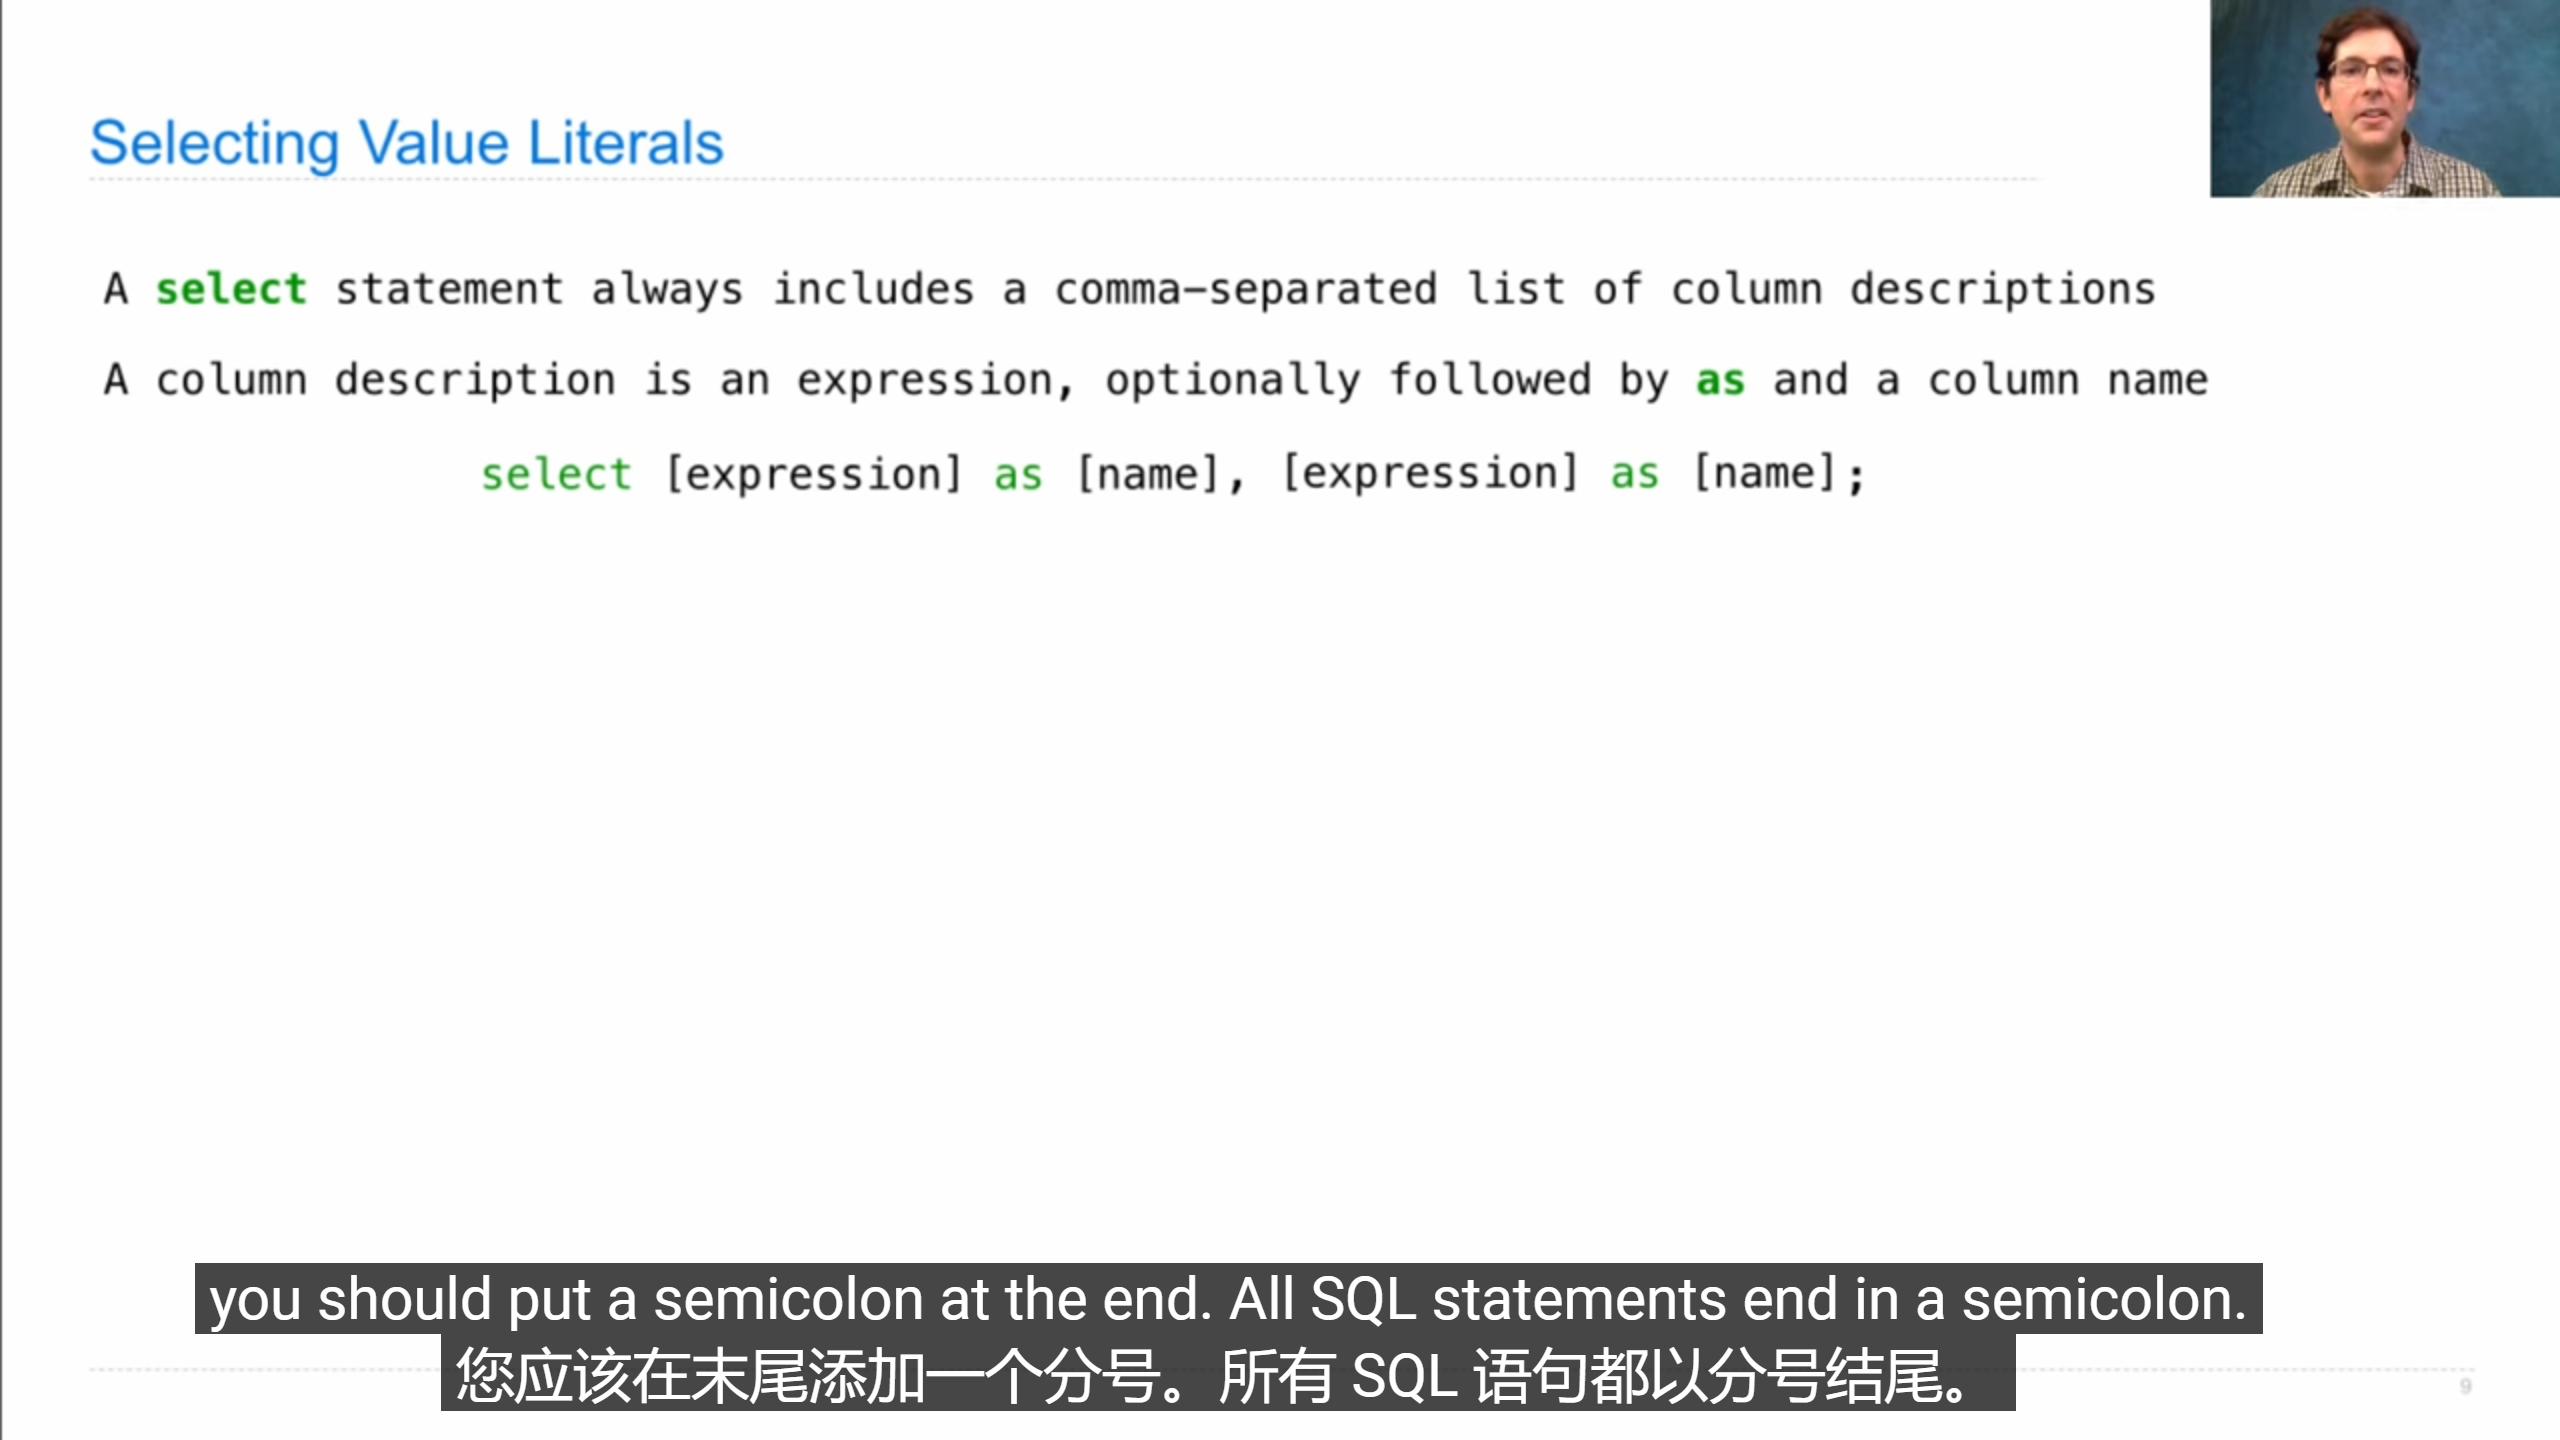 Selecting Value Literals
A select statement always includes a comma-separated list of column descriptions
A column description is an expression, optionally followed by as and a column name
select [expression] as [name], [expression] as [name];
you should put a semicolon at the end. All SQL statements end in a semicolon.
您应该在末尾添加一个分号。所有 SQL 语句都以分号结尾。
9